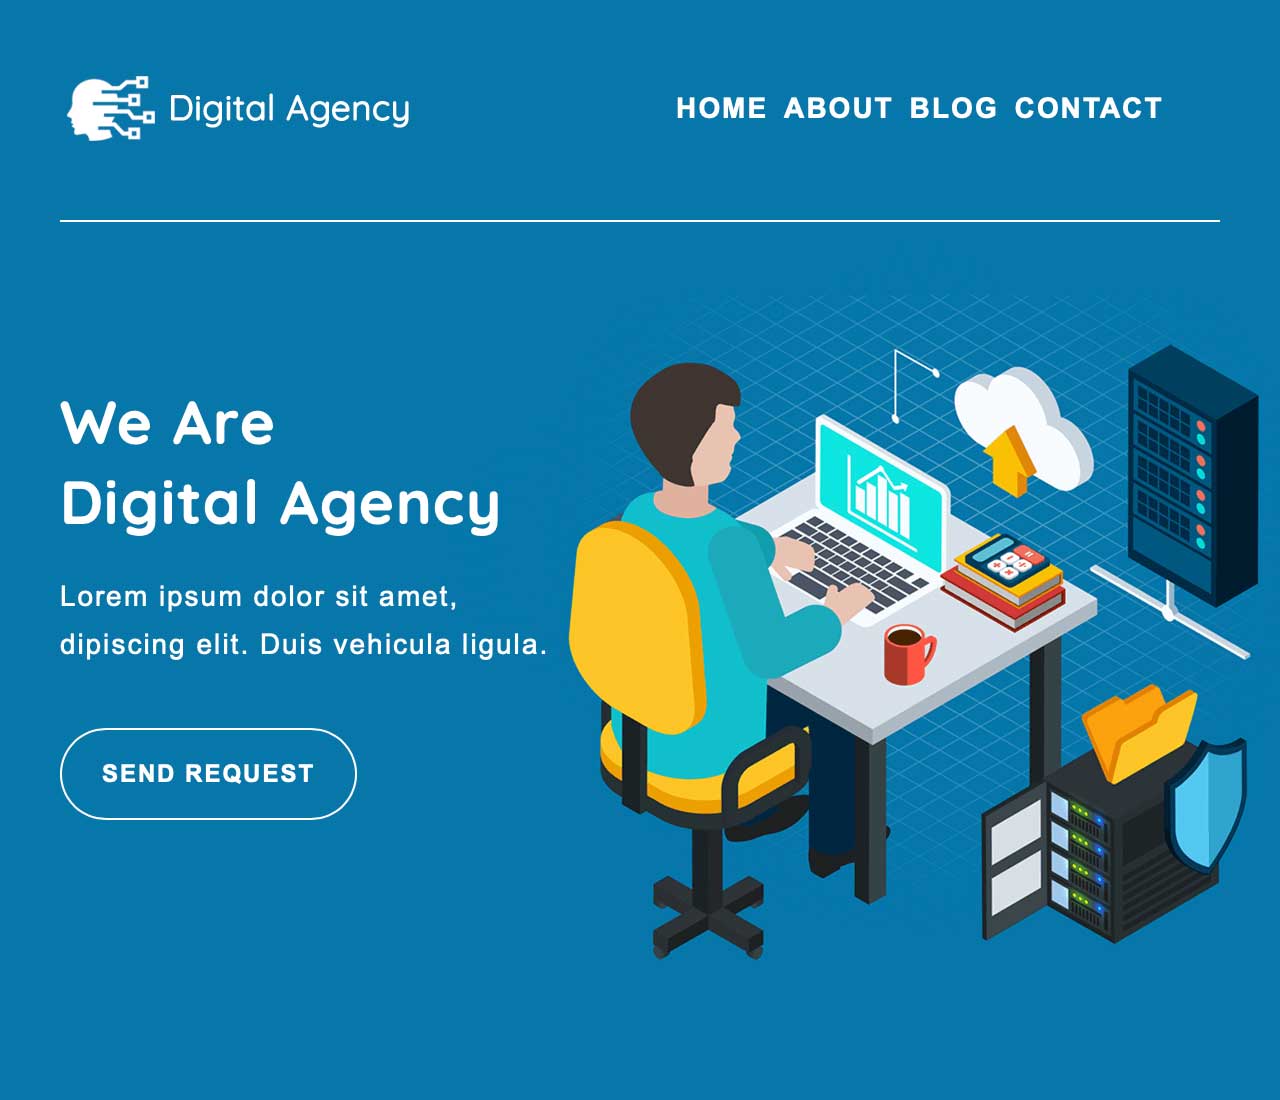 Digital Agency
HOME ABOUT BLOG CONTACT
We Are
Digital Agency
Lorem ipsum dolor sit amet,
dipiscing elit. Duis vehicula ligula.
SEND REQUEST